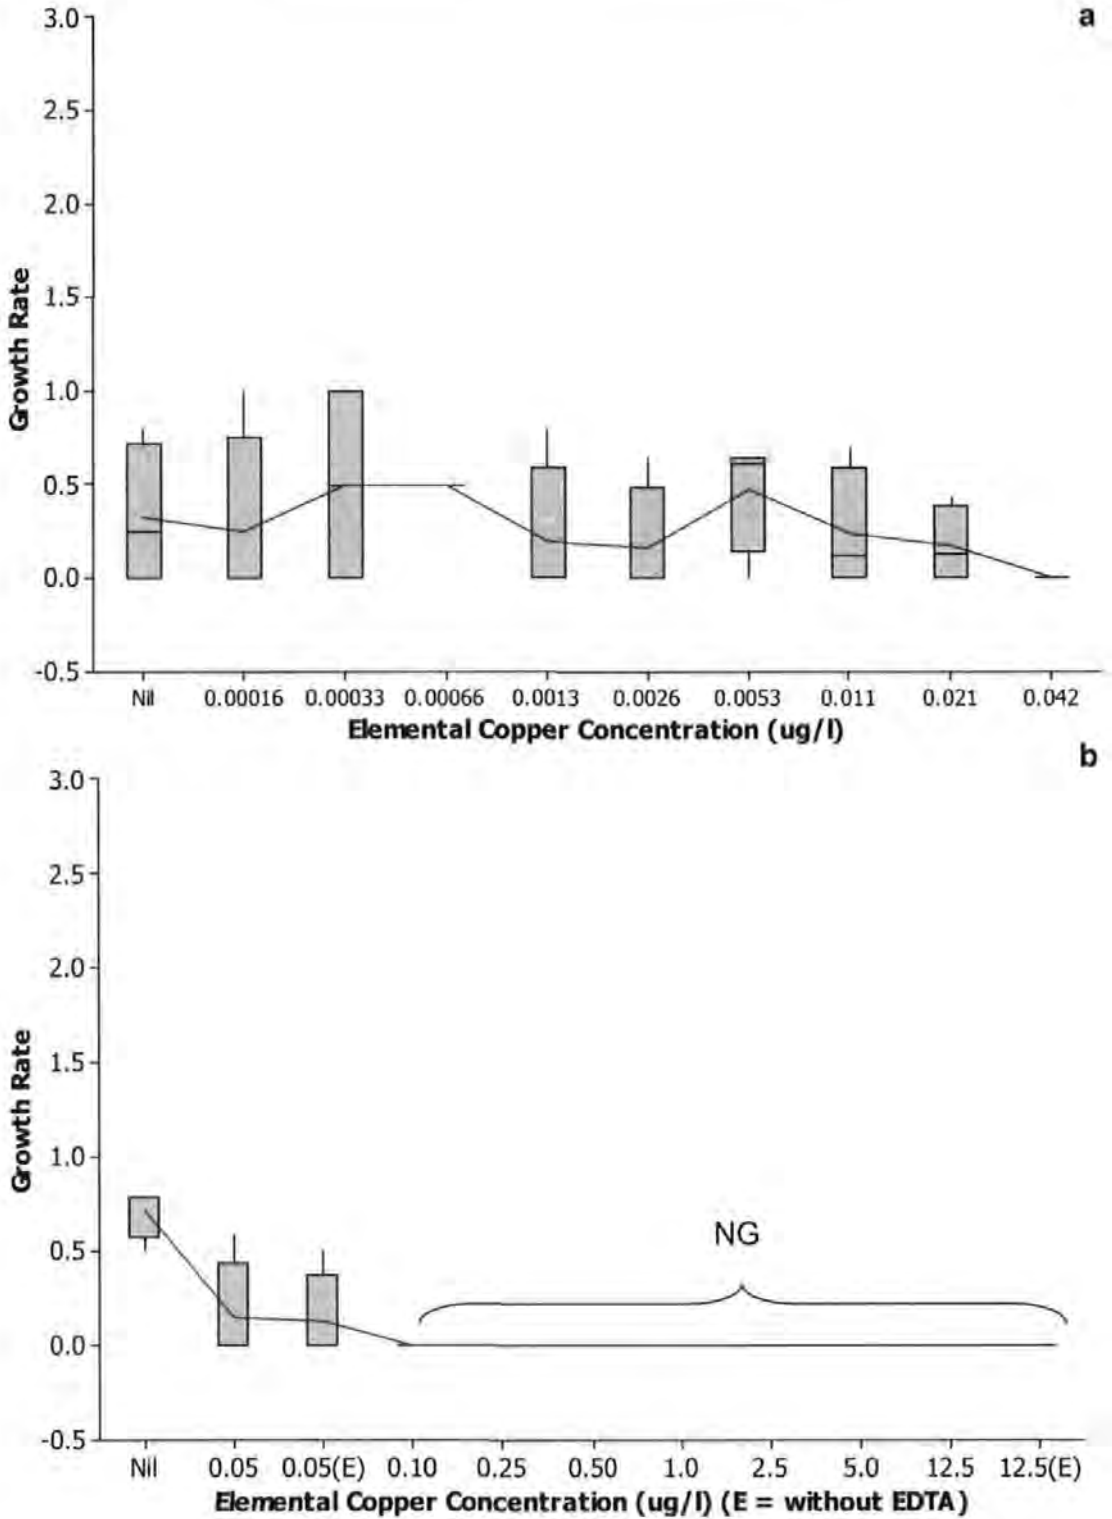 a
3.0
2.5
2.0
1.5
1.0
0.5
0.0
-0.5
Growth Rate
Nil 0.00016 0.00033 0.00066 0.0013 0.0026 0.0053 0.011 0.021 0.042
Elemental Copper Concentration (ug/l)
b
3.0
2.5
2.0
1.5
1.0
0.5
0.0
-0.5
Growth Rate
NG
Nil 0.05 0.05(E) 0.10 0.25 0.50 1.0 2.5 5.0 12.5 12.5(E)
Elemental Copper Concentration (ug/l) (E = without EDTA)